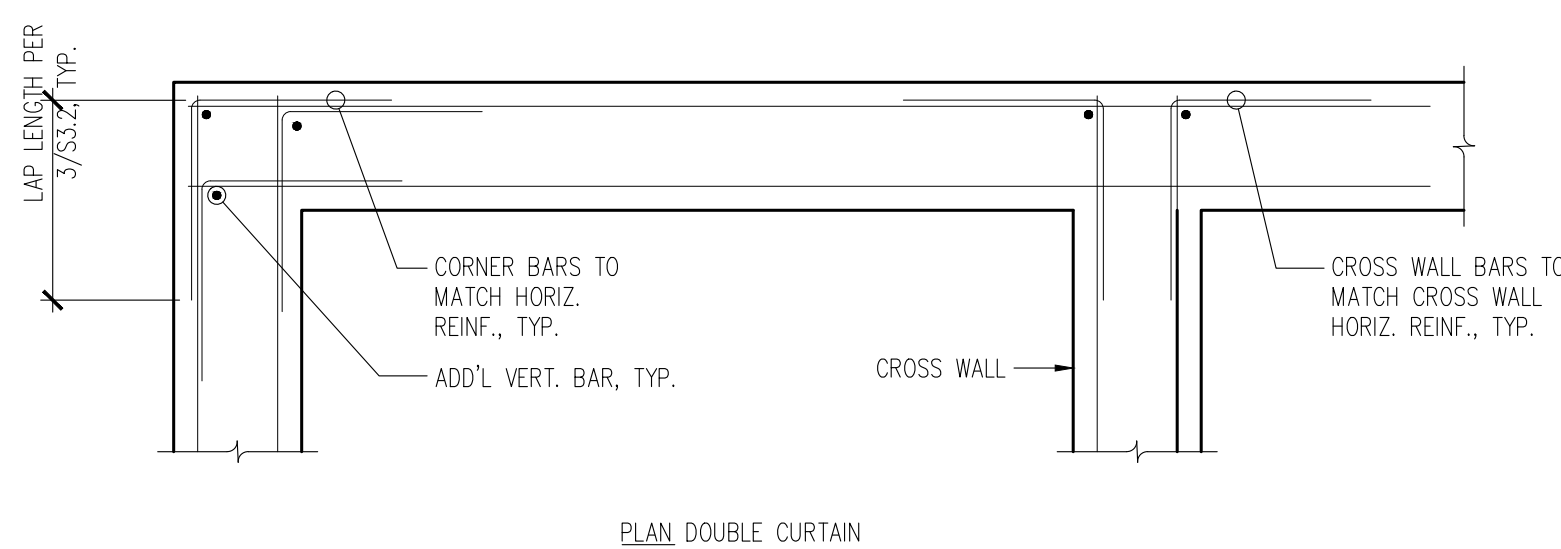 LAP LENGTH PER
3/S3.2, TYP.
CORNER BARS TO
MATCH HORIZ.
REINF., TYP.
ADD'L VERT. BAR, TYP.
CROSS WALL
CROSS WALL BARS TO
MATCH CROSS WALL
HORIZ. REINF., TYP.
PLAN DOUBLE CURTAIN